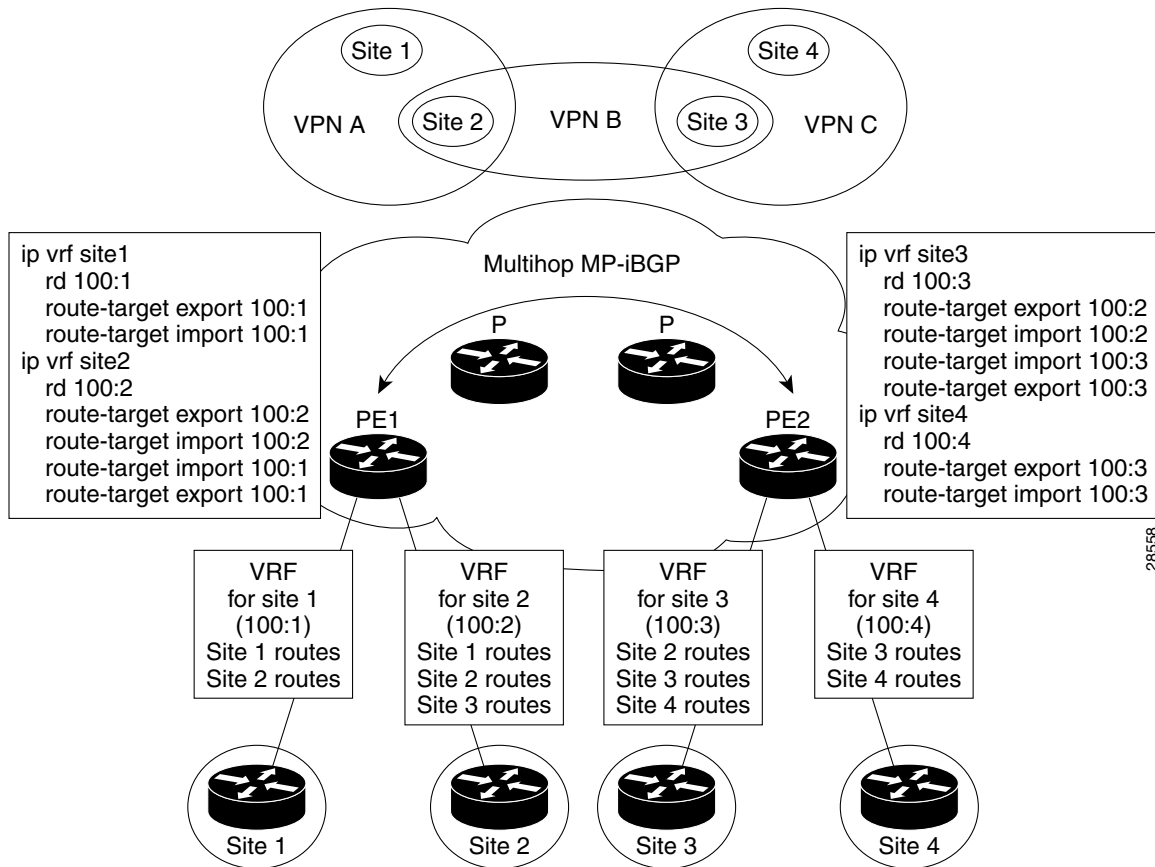 Site 1
Site 4
VPN A
Site 2
VPN B
Site 3
VPN C
ip vrf site1
rd 100:1
route-target export 100:1
route-target import 100:1
ip vrf site2
rd 100:2
route-target export 100:2
route-target import 100:2
route-target import 100:1
route-target export 100:1
Multihop MP-iBGP
P
P
PE1
PE2
ip vrf site3
rd 100:3
route-target export 100:2
route-target import 100:2
route-target import 100:3
route-target export 100:3
ip vrf site4
rd 100:4
route-target export 100:3
route-target import 100:3
28558
VRF
for site 1
(100:1)
Site 1 routes
Site 2 routes
VRF
for site 2
(100:2)
Site 1 routes
Site 2 routes
Site 3 routes
VRF
for site 3
(100:3)
Site 2 routes
Site 3 routes
Site 4 routes
VRF
for site 4
(100:4)
Site 3 routes
Site 4 routes
Site 1
Site 2
Site 3
Site 4